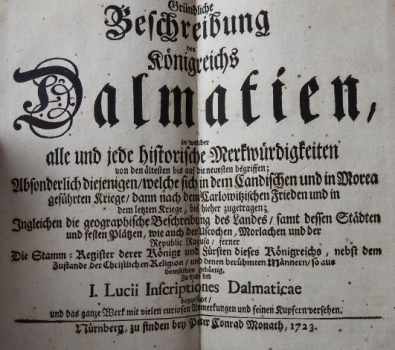 Gründliche
Beschreibung
des
Königreichs
Dalmatien,
in welcher
alle und jede historische Merkwürdigkeiten
von den ältesten bis auf die neuesten begriffen;
Absonderlich diejenigen/welche sich in dem Candischen und in Morea
geführten Kriege/ dann nach dem Carlowitzischen Frieden und in
dem letzten Kriege, bis hieher zugetragen;
Ingleichen die geographische Beschreibung des Landes/ samt dessen Städten
und festen Plätzen, wie auch der Uscochen, Morlachen und der
Republic Ragusa/ ferner
Die Stamm-Register derer Könige und Fürsten dieses Königreichs, nebst dem
Zustande der Christlichen Religion/ und denen berühmten Männern/ so aus
demselben gebürtig.
sind
I. Lucii Inscriptiones Dalmaticae
beygefüget/
und das ganze Werk mit vielen curiosen Anmerkungen und feinen Kupfern versehen.
Nürnberg, zu finden bey Peter Conrad Monath, 1723.